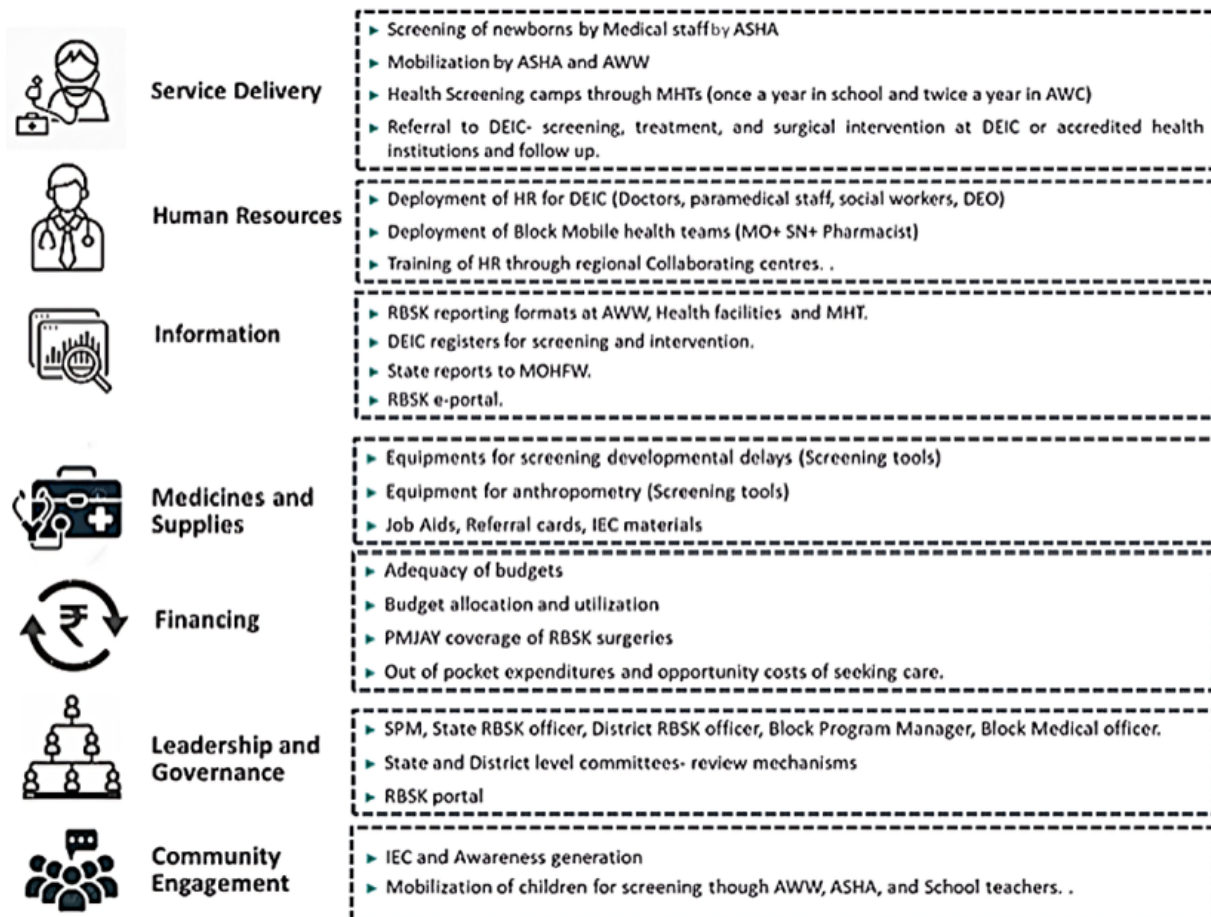 Service Delivery
► Screening of newborns by Medical staff by ASHA
► Mobilization by ASHA and AWW
► Health Screening camps through MHTs (once a year in school and twice a year in AWC)
► Referral to DEIC- screening, treatment, and surgical intervention at DEIC or accredited health
institutions and follow up.
Human Resources
► Deployment of HR for DEIC (Doctors, paramedical staff, social workers, DEO)
► Deployment of Block Mobile health teams (MO+ SN+ Pharmacist)
► Training of HR through regional Collaborating centres. .
Information
► RBSK reporting formats at AWW, Health facilities and MHT.
► DEIC registers for screening and intervention.
► State reports to MOHFW.
► RBSK e-portal.
Medicines and
Supplies
► Equipments for screening developmental delays (Screening tools)
► Equipment for anthropometry (Screening tools)
► Job Aids, Referral cards, IEC materials
₹
Financing
► Adequacy of budgets
► Budget allocation and utilization
► PMJAY coverage of RBSK surgeries
► Out of pocket expenditures and opportunity costs of seeking care.
Leadership and
Governance
► SPM, State RBSK officer, District RBSK officer, Block Program Manager, Block Medical officer.
► State and District level committees- review mechanisms
► RBSK portal
Community
Engagement
► IEC and Awareness generation
► Mobilization of children for screening though AWW, ASHA, and School teachers. .